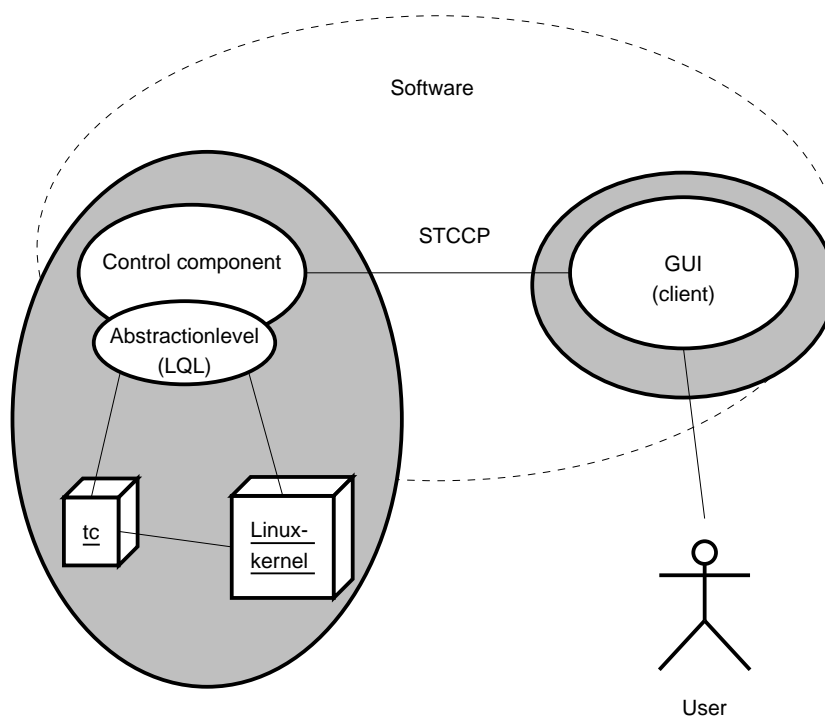 Software
STCCP
Control component
GUI
(client)
Abstractionlevel
(LQL)
tc
Linux-
kernel
User